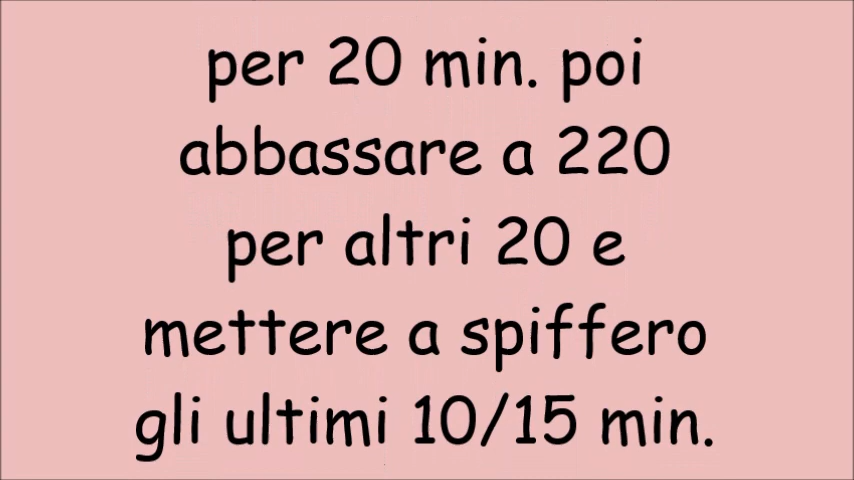 per 20 min. poi
abbassare a 220
per altri 20 e
mettere a spiffero
gli ultimi 10/15 min.